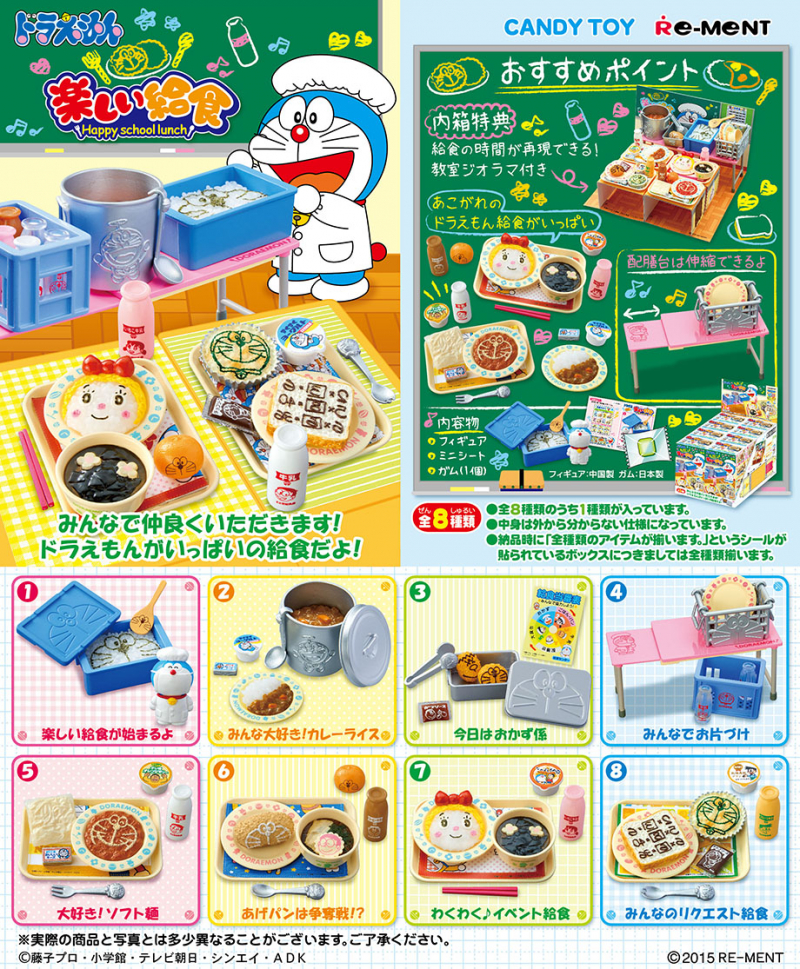 ドラえもん
楽しい給食
Happy school lunch
CANDY TOY Re-MeNT
おすすめポイント
内箱特典
給食の時間が再現できる!
教室ジオラマ付き
あこがれの
ドラえもん給食がいっぱい
配膳台は伸縮できるよ
内容物
フィギュア
ミニシート
ガム(1個)
フィギュア:中国製 ガム:日本製
DORAEMON
牛乳
みんなで仲良くいただきます!
ドラえもんがいっぱいの給食だよ!
ぜん しゅるい
全8種類
●全8種類のうち1種類が入っています。
●中身は外から分からない仕様になっています。
●納品時に「全種類のアイテムが揃います。」というシールが
貼られているボックスにつきましては全種類揃います。
1
楽しい給食が始まるよ
2
みんな大好き!カレーライス
3
給食当番表
今日はおかず係
4
DORAEMON
みんなでお片づけ
5
DORAEMON
大好き!ソフト麺
6
DORAEMON
あげパンは争奪戦!?
7
わくわく♪イベント給食
8
DORAEMON
みんなのリクエスト給食
※実際の商品と写真とは多少異なることがございます。ご了承ください。
©藤子プロ・小学館・テレビ朝日・シンエイ・ADK
©2015 RE-MENT